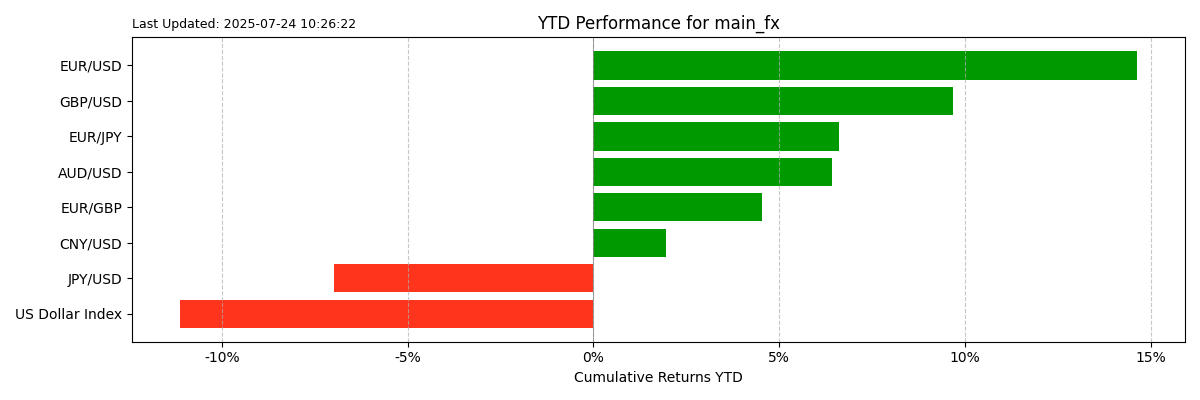 Last Updated: 2025-07-24 10:26:22
YTD Performance for main_fx
EUR/USD
GBP/USD
EUR/JPY
AUD/USD
EUR/GBP
CNY/USD
JPY/USD
US Dollar Index
-10% -5% 0% 5% 10% 15%
Cumulative Returns YTD